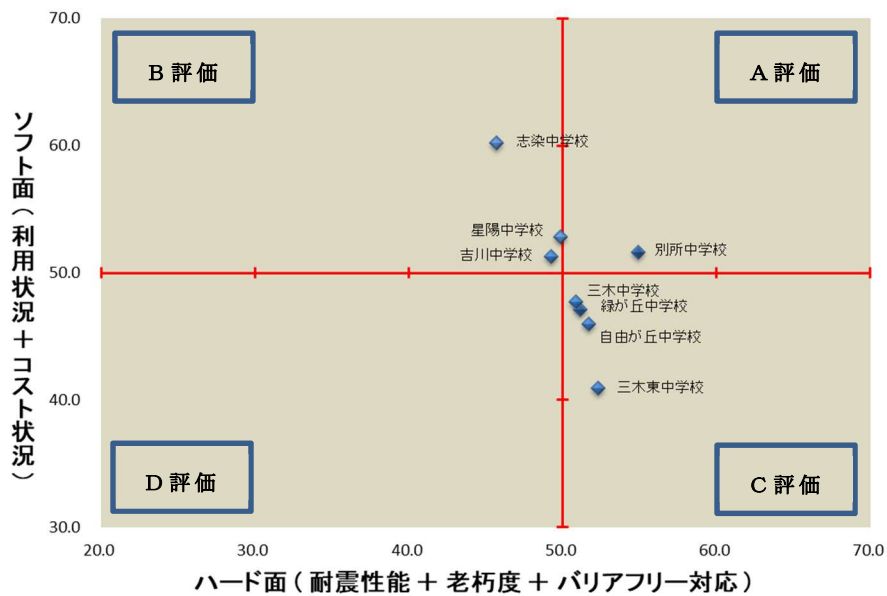 70.0
B 評価
A 評価
60.0
志染中学校
星陽中学校
吉川中学校
別所中学校
50.0
三木中学校
緑が丘中学校
自由が丘中学校
40.0
三木東中学校
D 評価
C 評価
30.0
20.0 30.0 40.0 50.0 60.0 70.0
ソフト面(利用状況+コスト状況)
ハード面(耐震性能+老朽度+バリアフリー対応)